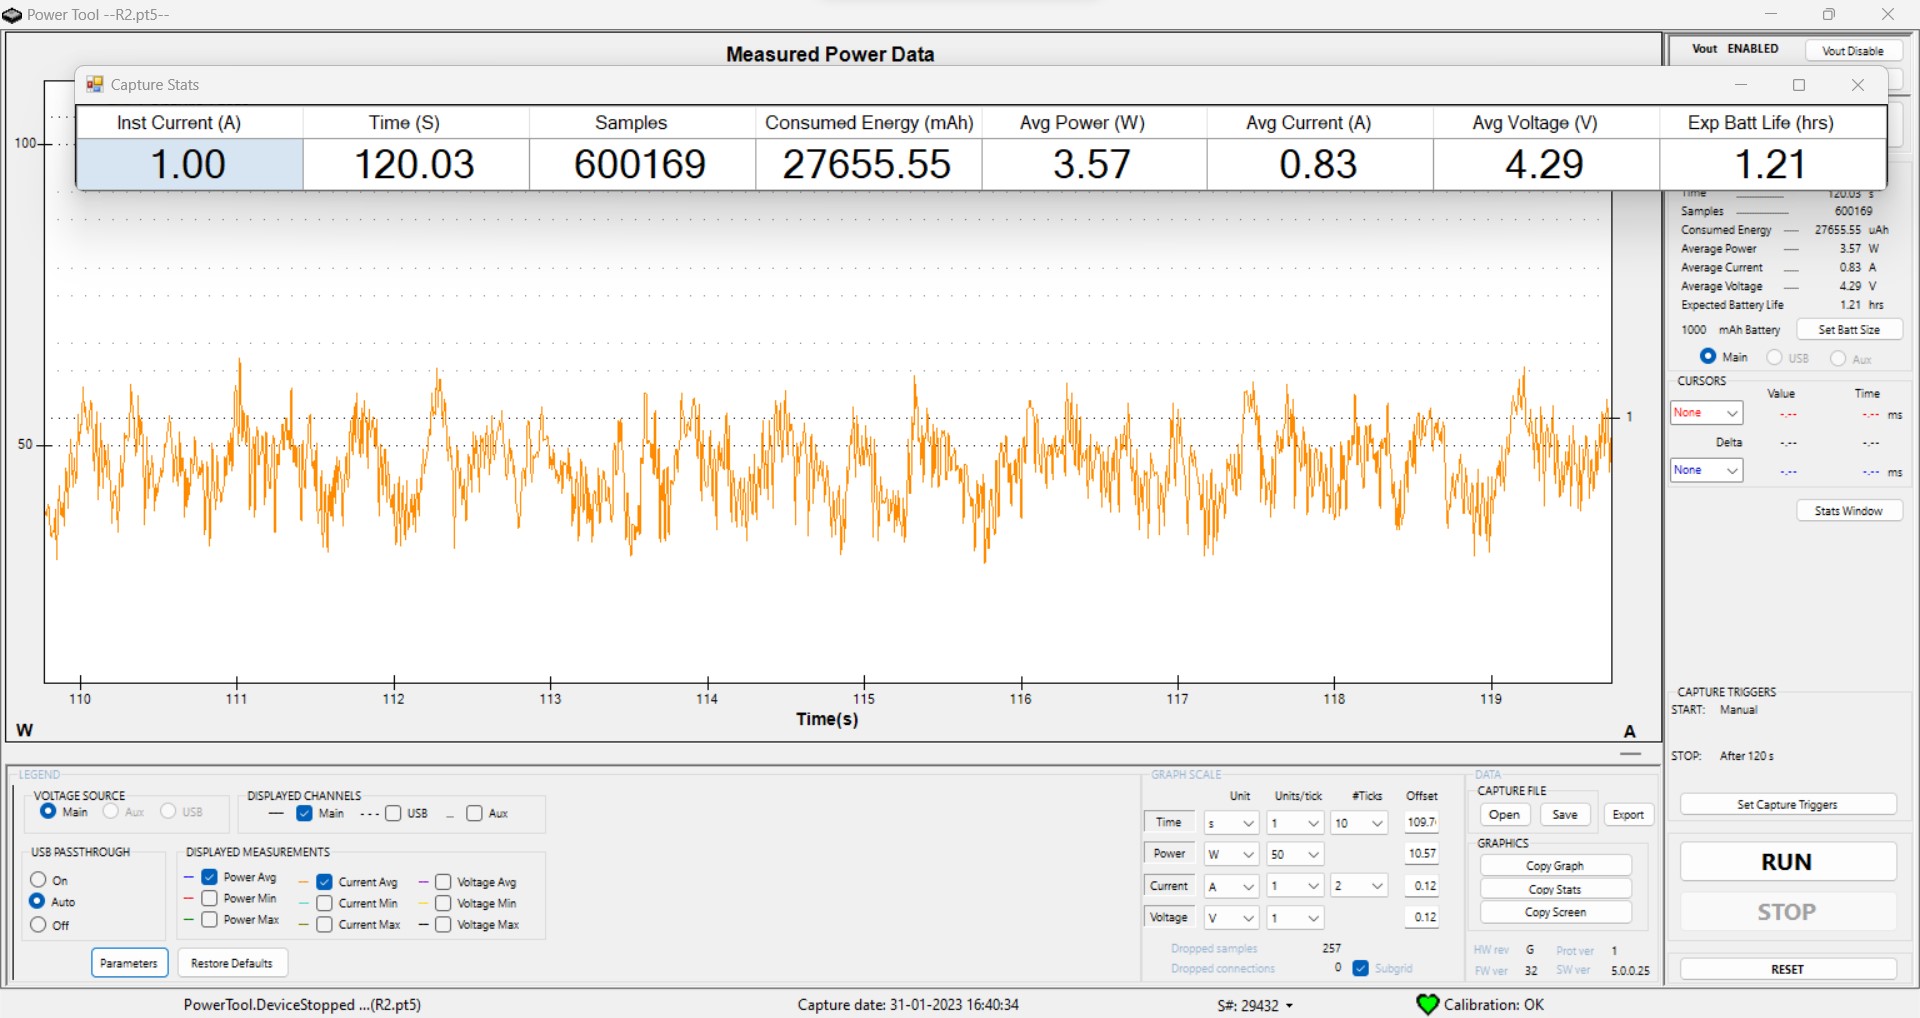 Power Tool --R2.pt5--
Measured Power Data
Vout ENABLED
Vout Disable
Capture Stats
Inst Current (A) Time (S) Samples Consumed Energy (mAh) Avg Power (W) Avg Current (A) Avg Voltage (V) Exp Batt Life (hrs)
1.00 120.03 600169 27655.55 3.57 0.83 4.29 1.21
100
50
1
Time 120.03 s
Samples 600169
Consumed Energy 27655.55 uAh
Average Power 3.57 W
Average Current 0.83 A
Average Voltage 4.29 V
Expected Battery Life 1.21 hrs
1000 mAh Battery Set Batt Size
Main USB Aux
CURSORS
Value Time
None -.-- -.-- ms
Delta -.-- -.--
None -.-- -.-- ms
Stats Window
110 111 112 113 114 115 116 117 118 119
Time(s)
W
A
CAPTURE TRIGGERS
START: Manual
STOP: After 120 s
Set Capture Triggers
RUN
STOP
RESET
LEGEND
VOLTAGE SOURCE
Main Aux USB
DISPLAYED CHANNELS
Main USB Aux
USB PASSTHROUGH
On
Auto
Off
DISPLAYED MEASUREMENTS
Power Avg Current Avg Voltage Avg
Power Min Current Min Voltage Min
Power Max Current Max Voltage Max
Parameters Restore Defaults
GRAPH SCALE
Unit Units/tick #Ticks Offset
Time s 1 10 109.7
Power W 50 10.57
Current A 1 2 0.12
Voltage V 1 0.12
Dropped samples 257
Dropped connections 0 Subgrid
DATA
CAPTURE FILE
Open Save Export
GRAPHICS
Copy Graph
Copy Stats
Copy Screen
HW rev G Prot ver 1
FW ver 32 SW ver 5.0.0.25
PowerTool.DeviceStopped ...(R2.pt5)
Capture date: 31-01-2023 16:40:34
S#: 29432
Calibration: OK